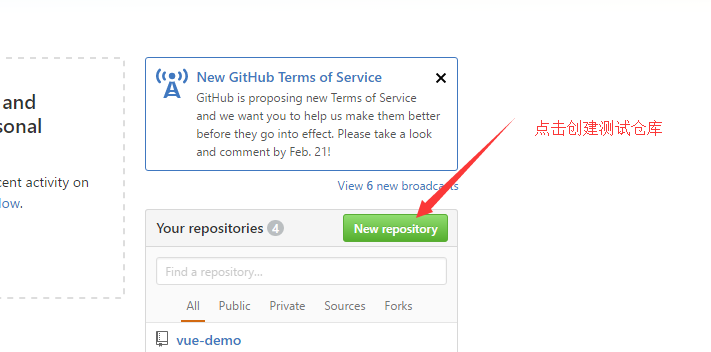 and
sonal
cent activity on
low.
New GitHub Terms of Service
GitHub is proposing new Terms of Service
and we want you to help us make them better
before they go into effect. Please take a look
and comment by Feb. 21!
点击创建测试仓库
View 6 new broadcasts
Your repositories 4
New repository
Find a repository...
All Public Private Sources Forks
vue-demo